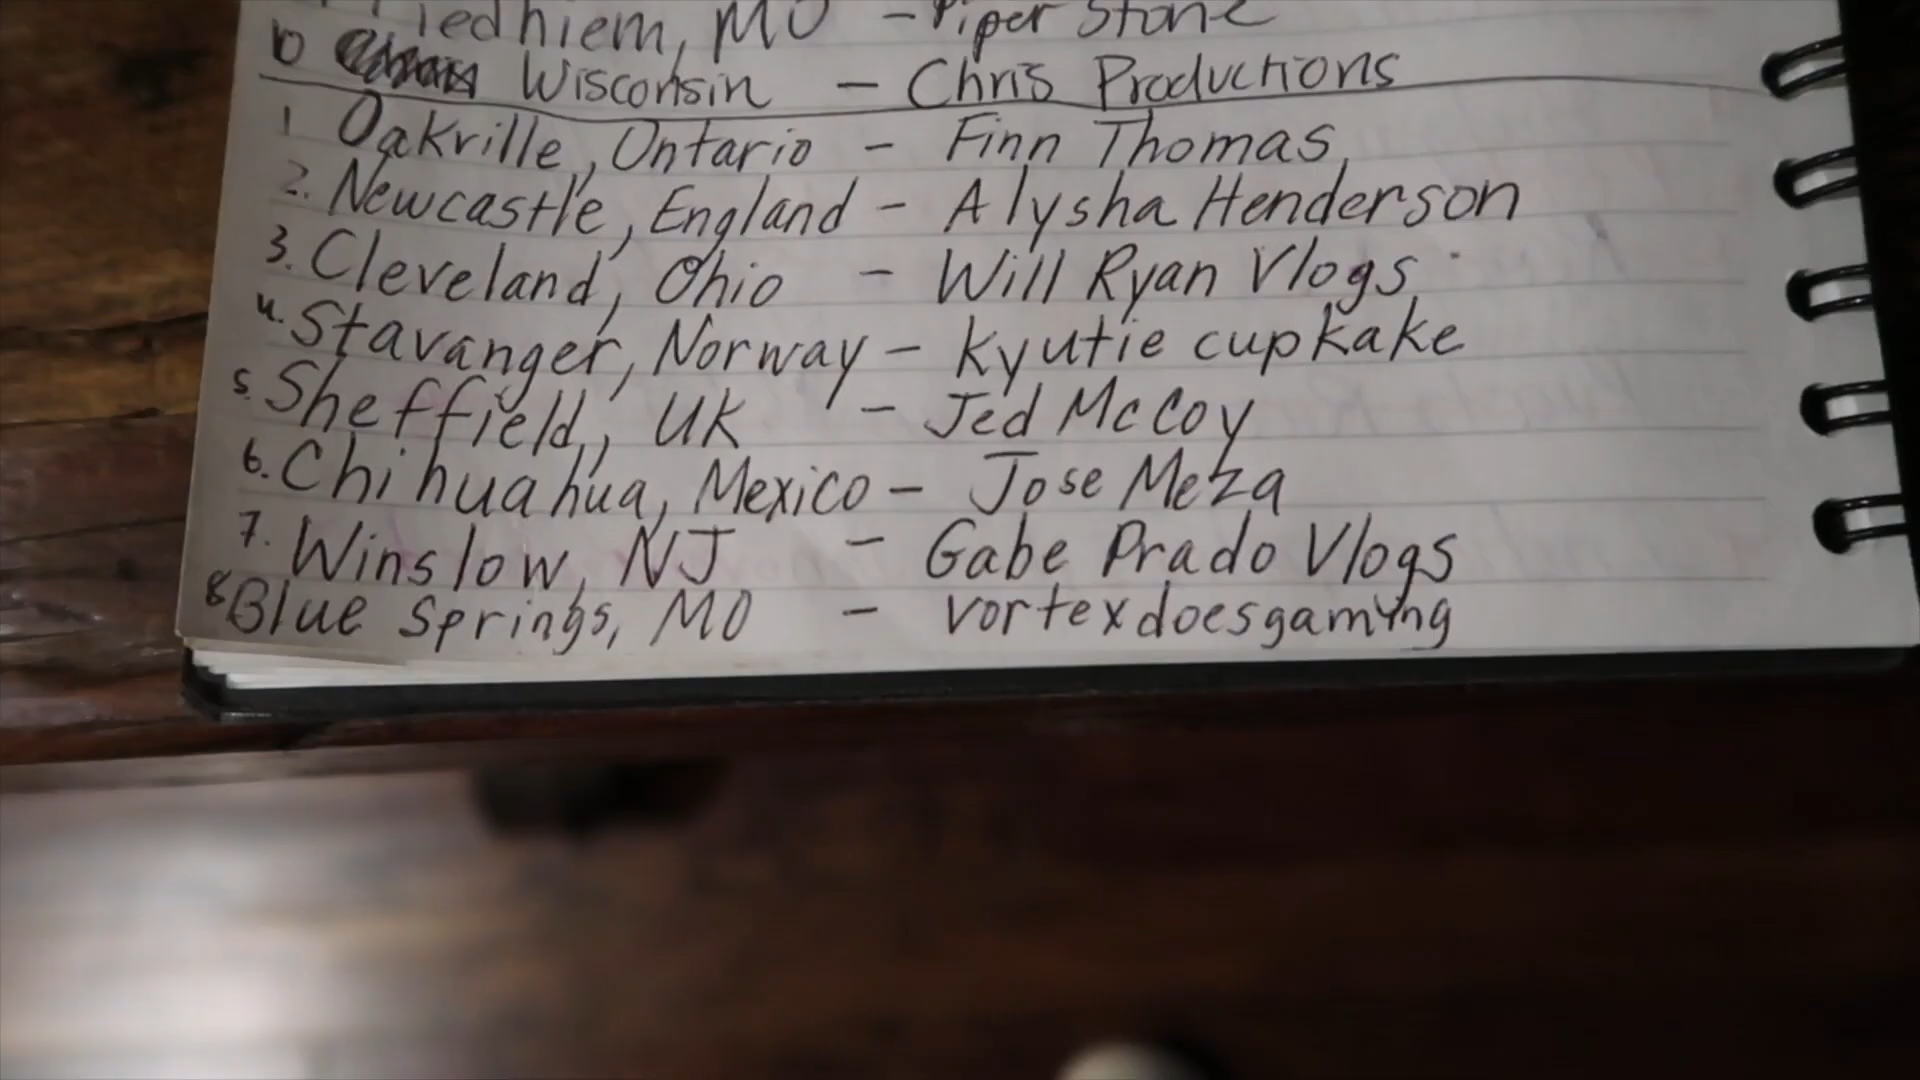 iedhiem, MO - Piper Stone
10 Wisconsin - Chris Productions
1 Oakville, Ontario - Finn Thomas
2. Newcastle, England - Alysha Henderson
3. Cleveland, Ohio - Will Ryan Vlogs
4. Stavanger, Norway - Kyutie cupkake
5. Sheffield, UK - Jed McCoy
6. Chihuahua, Mexico - Jose Meza
7. Winslow, NJ - Gabe Prado Vlogs
8 Blue Springs, MO - vortexdoesgaming